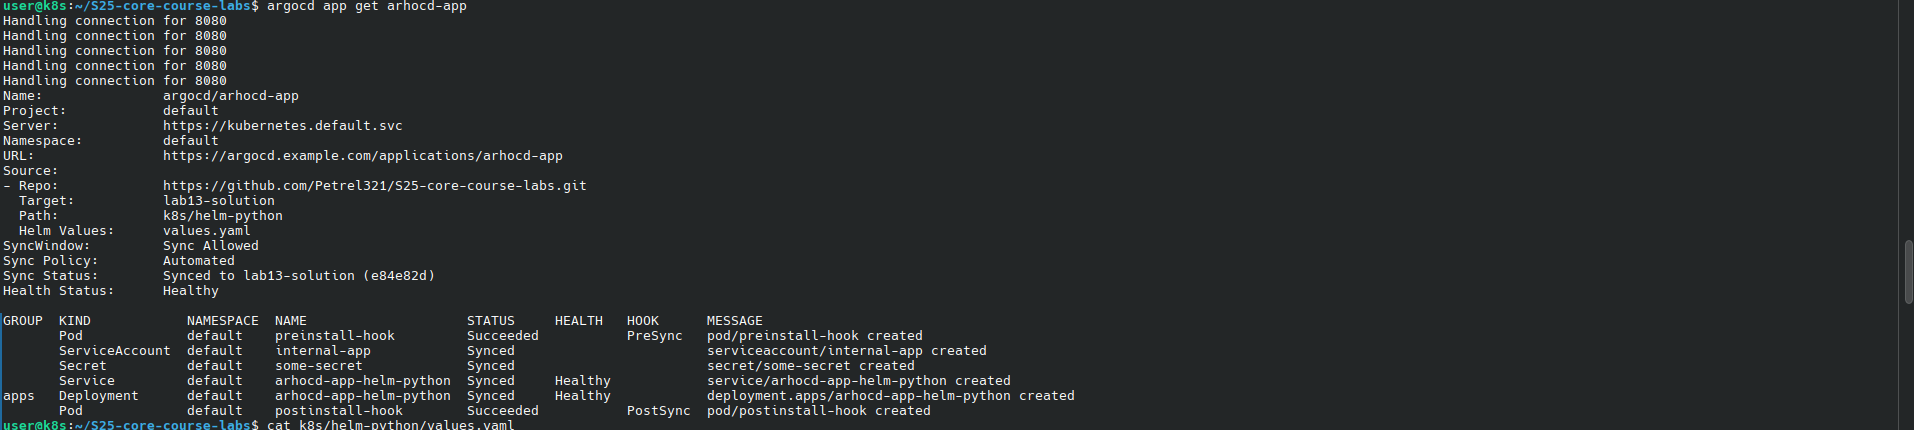 user@k8s:~/S25-core-course-labs$ argocd app get arhocd-app
Handling connection for 8080
Handling connection for 8080
Handling connection for 8080
Handling connection for 8080
Handling connection for 8080
Name:               argocd/arhocd-app
Project:            default
Server:             https://kubernetes.default.svc
Namespace:          default
URL:                https://argocd.example.com/applications/arhocd-app
Source:
- Repo:             https://github.com/Petrel321/S25-core-course-labs.git
  Target:           lab13-solution
  Path:             k8s/helm-python
  Helm Values:      values.yaml
SyncWindow:         Sync Allowed
Sync Policy:        Automated
Sync Status:        Synced to lab13-solution (e84e82d)
Health Status:      Healthy

GROUP  KIND            NAMESPACE  NAME                    STATUS     HEALTH   HOOK      MESSAGE
       Pod             default    preinstall-hook         Succeeded           PreSync   pod/preinstall-hook created
       ServiceAccount  default    internal-app            Synced                        serviceaccount/internal-app created
       Secret          default    some-secret             Synced                        secret/some-secret created
       Service         default    arhocd-app-helm-python  Synced     Healthy            service/arhocd-app-helm-python created
apps   Deployment      default    arhocd-app-helm-python  Synced     Healthy            deployment.apps/arhocd-app-helm-python created
       Pod             default    postinstall-hook        Succeeded           PostSync  pod/postinstall-hook created
user@k8s:~/S25-core-course-labs$ cat k8s/helm-python/values.yaml